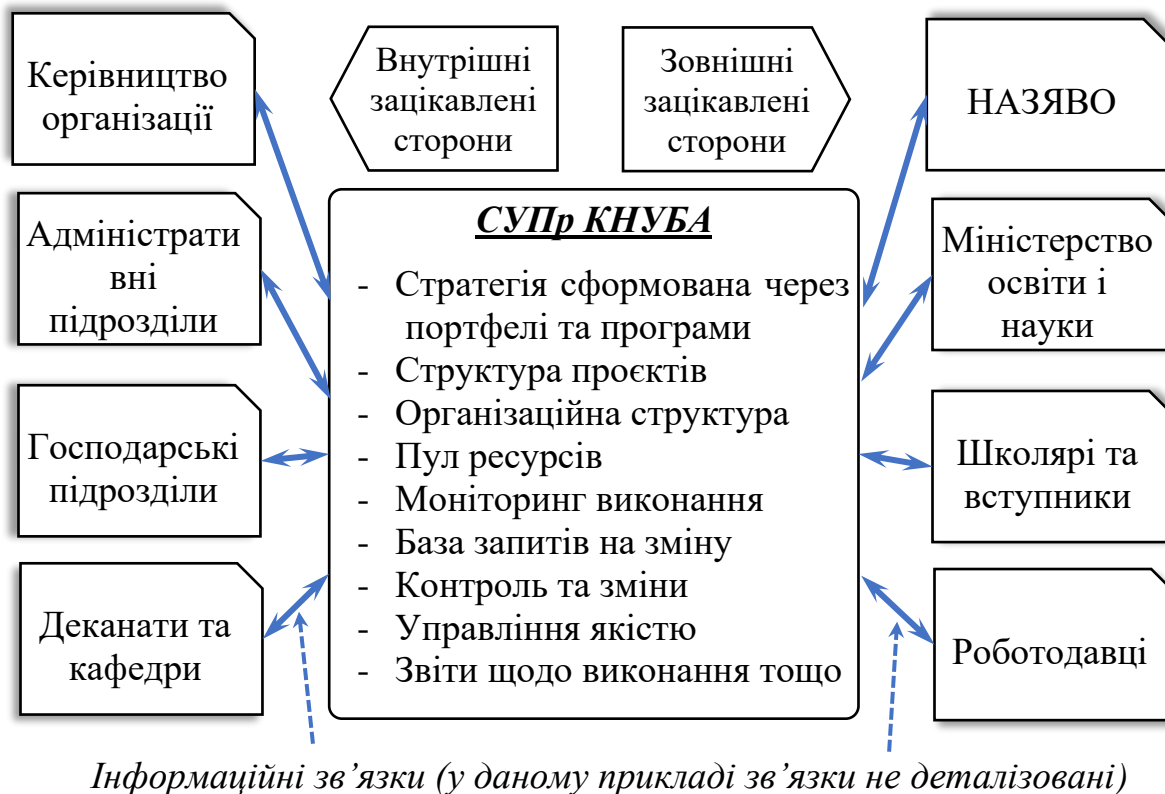 Керівництво
організації
Внутрішні
зацікавлені
сторони
Зовнішні
зацікавлені
сторони
НАЗЯВО
Адміністрати
вні
підрозділи
Господарські
підрозділи
Деканати та
кафедри
СУПр КНУБА
- Стратегія сформована через
портфелі та програми
- Структура проєктів
- Організаційна структура
- Пул ресурсів
- Моніторинг виконання
- База запитів на зміну
- Контроль та зміни
- Управління якістю
- Звіти щодо виконання тощо
Міністерство
освіти і
науки
Школярі та
вступники
Роботодавці
Інформаційні зв’язки (у даному прикладі зв’язки не деталізовані)